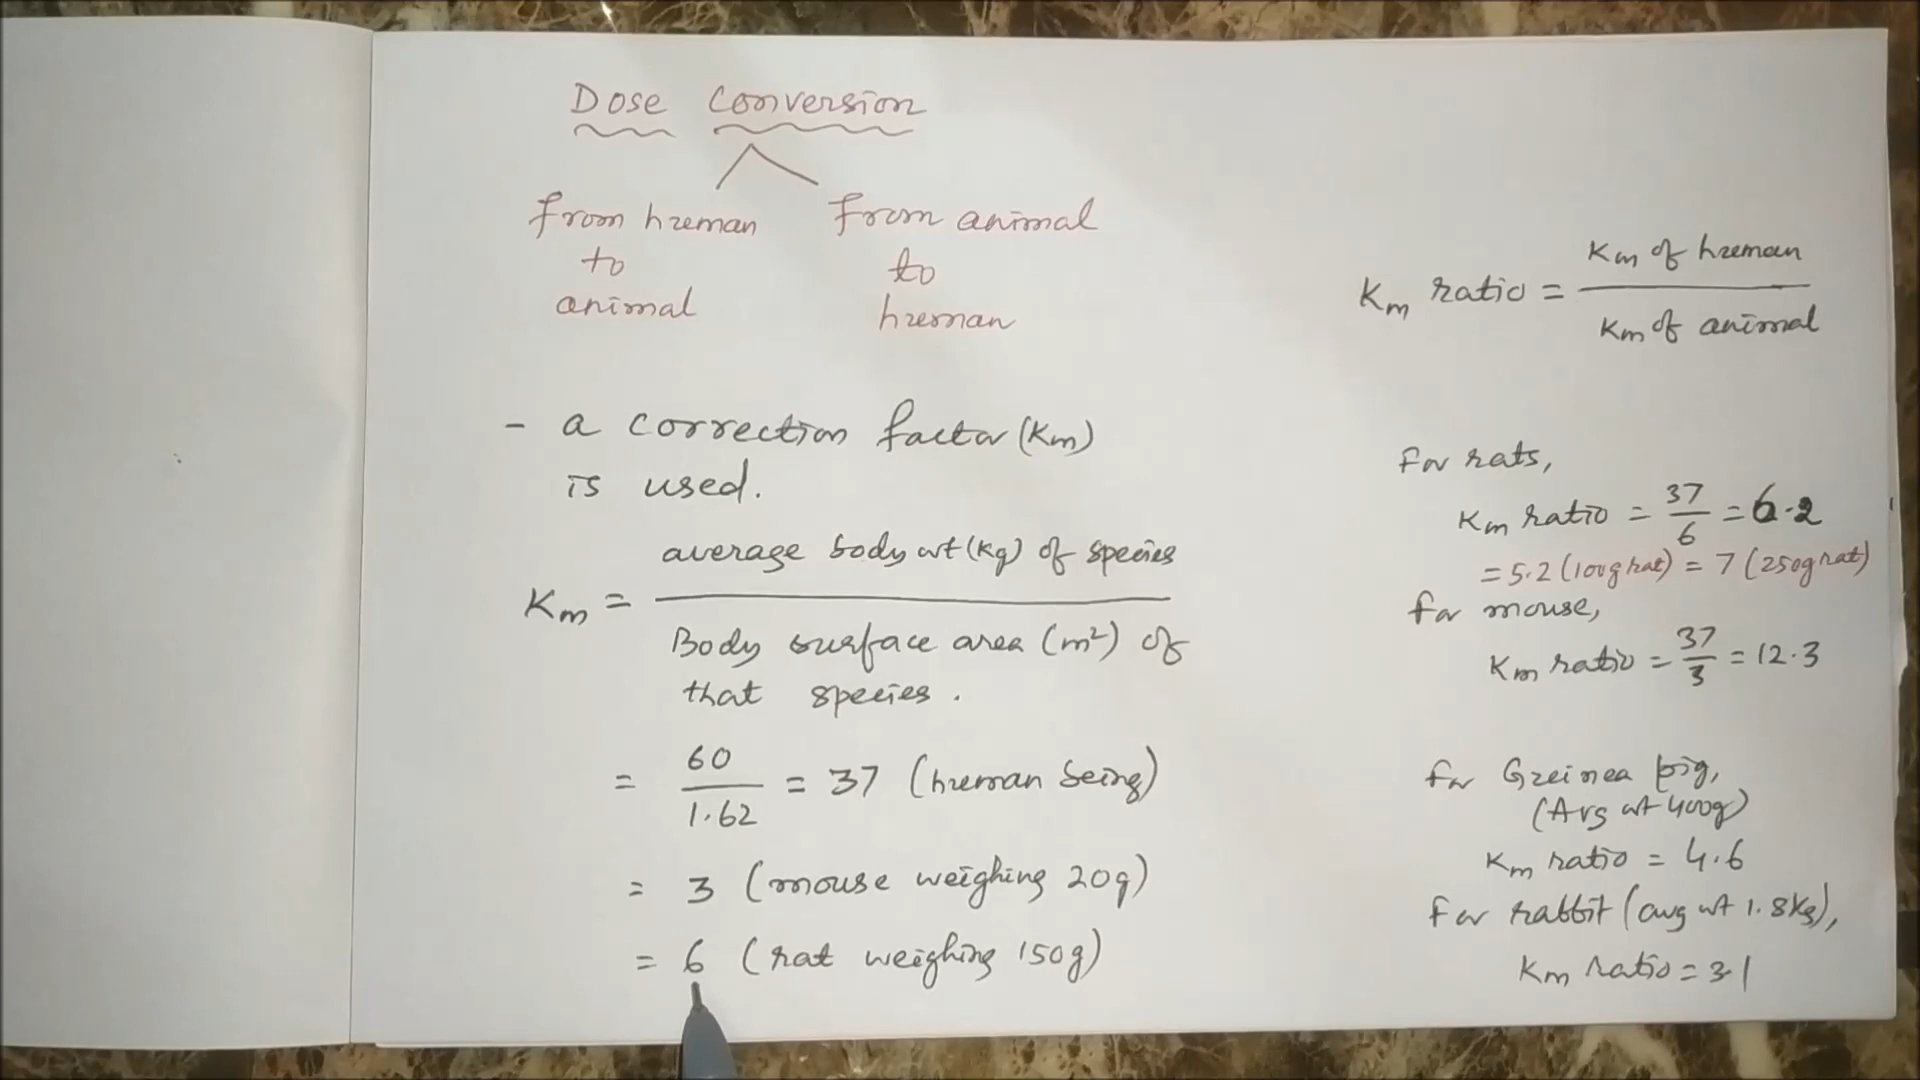 Dose Conversion
From human
to
animal
From animal
to
human
- a correction factor (Km)
is used.
Km = average body wt (kg) of species
Body surface area (m²) of
that species.
= 60 / 1.62 = 37 (human being)
= 3 (mouse weighing 20g)
= 6 (rat weighing 150g)
Km ratio = Km of human
Km of animal
For rats,
Km ratio = 37 / 6 = 6.2
= 5.2 (100g rat) = 7 (250g rat)
for mouse,
Km ratio = 37 / 3 = 12.3
for Guinea pig,
(Avg wt 400g)
Km ratio = 4.6
for rabbit (avg wt 1.8kg),
Km ratio = 3.1